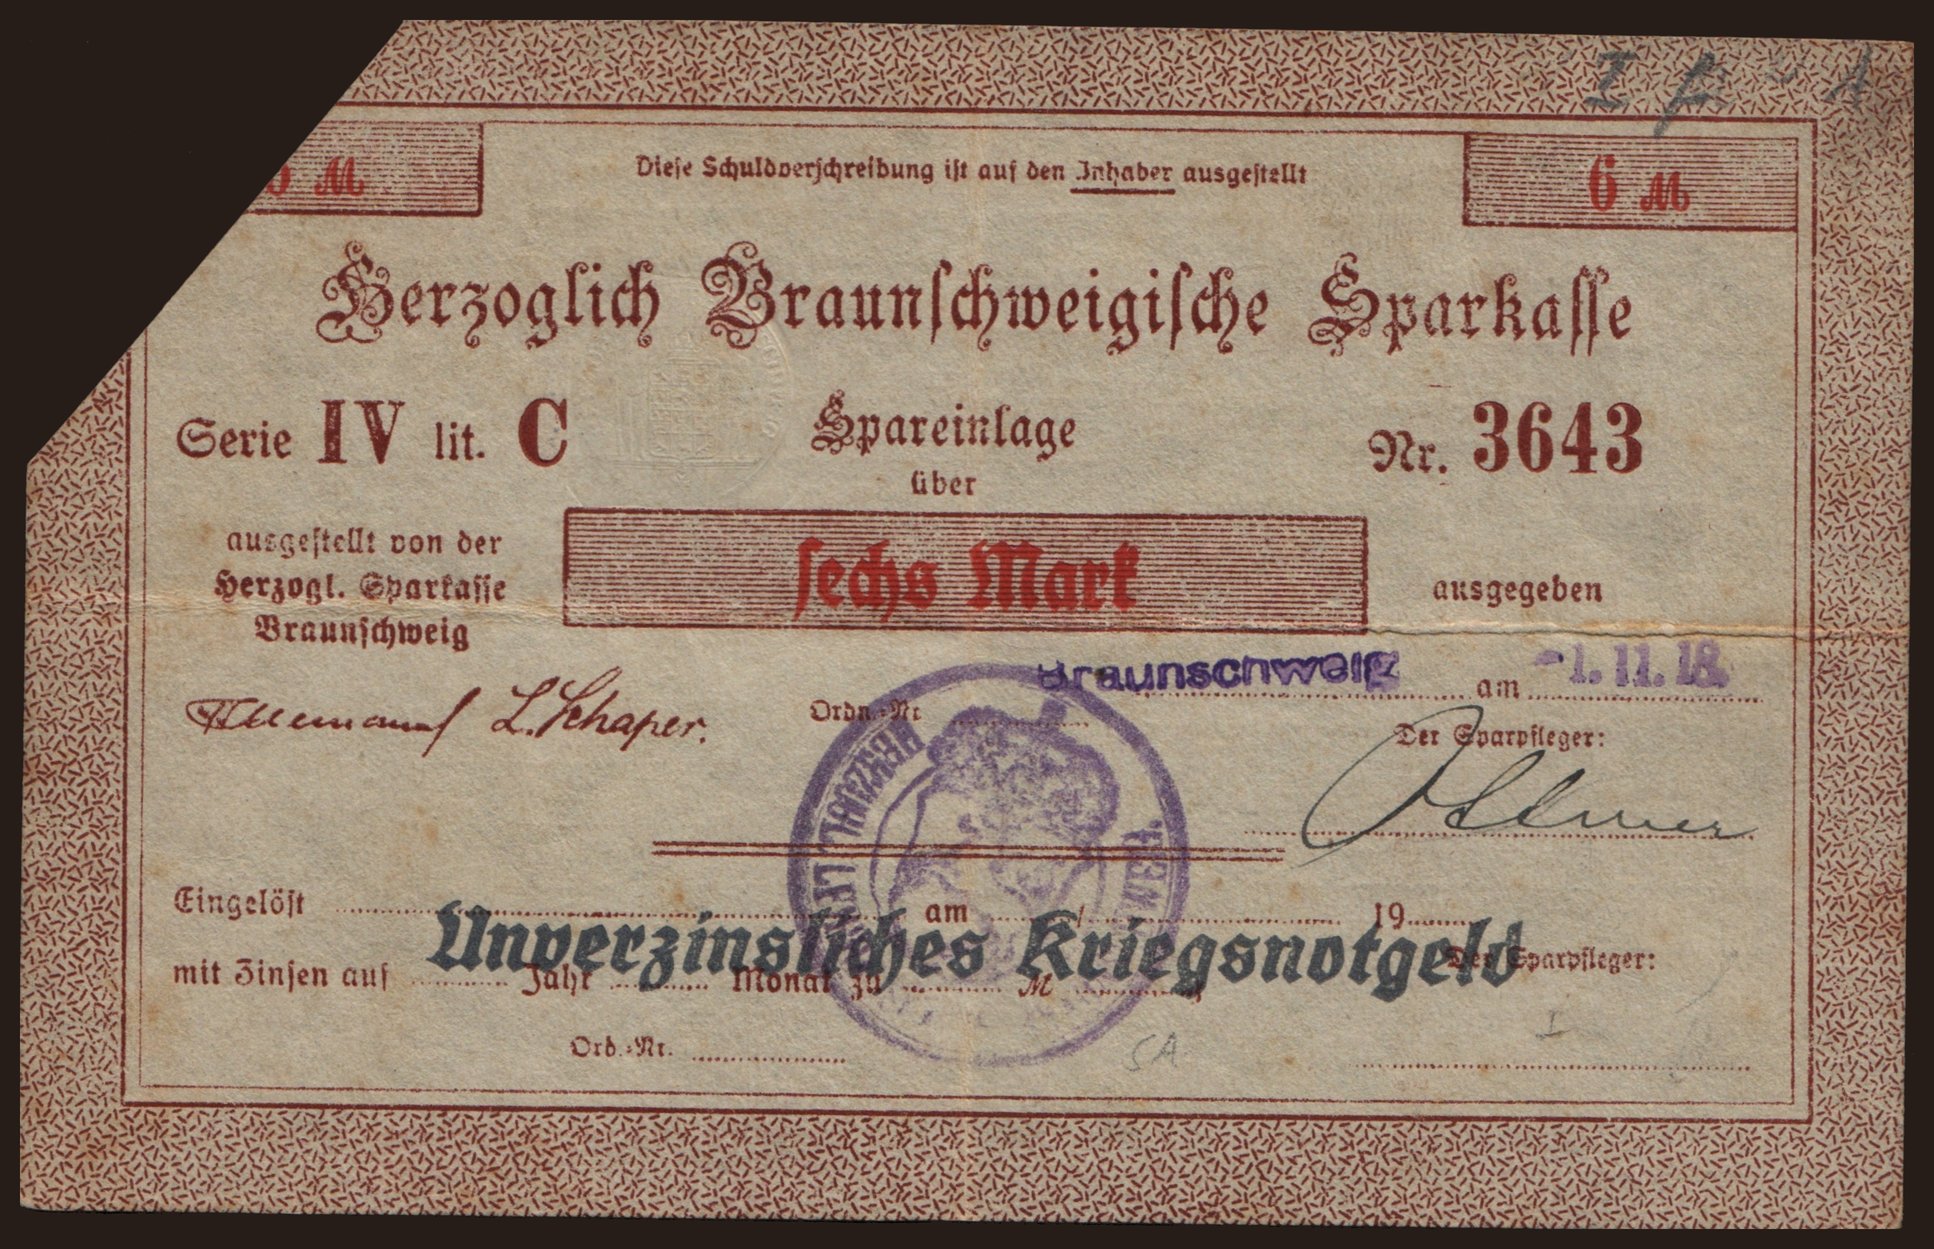 I
M
Diese Schuldverschreibung ist auf den Inhaber ausgestellt
6 M
Herzoglich Braunschweigische Sparkasse
Serie IV lit. C
Spareinlage
Nr. 3643
über
ausgestellt von der
Herzogl. Sparkasse
Braunschweig
sechs Mark
ausgegeben
Braunschweig am -1. 11. 18.
L. Schaper.
Ordn.-Nr
Der Sparpfleger:
HERZOGL.
Eingelöst am 19
Unverzinsliches Kriegsnotgeld
mit Zinsen auf Jahr Monat zu M
Der Sparpfleger:
Ord.-Nr.
SA
I